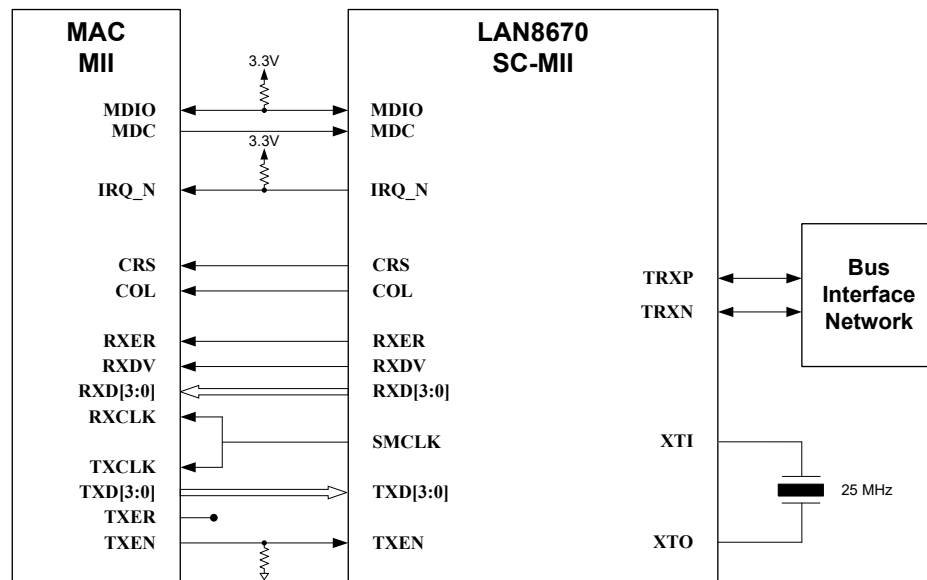 MAC
MII
LAN8670
SC-MII
3.3V
MDIO
MDIO
MDC
MDC
3.3V
IRQ_N
IRQ_N
CRS
CRS
COL
COL
TRXP
TRXN
Bus
Interface
Network
RXER
RXER
RXDV
RXDV
RXD[3:0]
RXD[3:0]
RXCLK
SMCLK
XTI
TXCLK
TXD[3:0]
TXD[3:0]
25 MHz
TXER
TXEN
TXEN
XTO